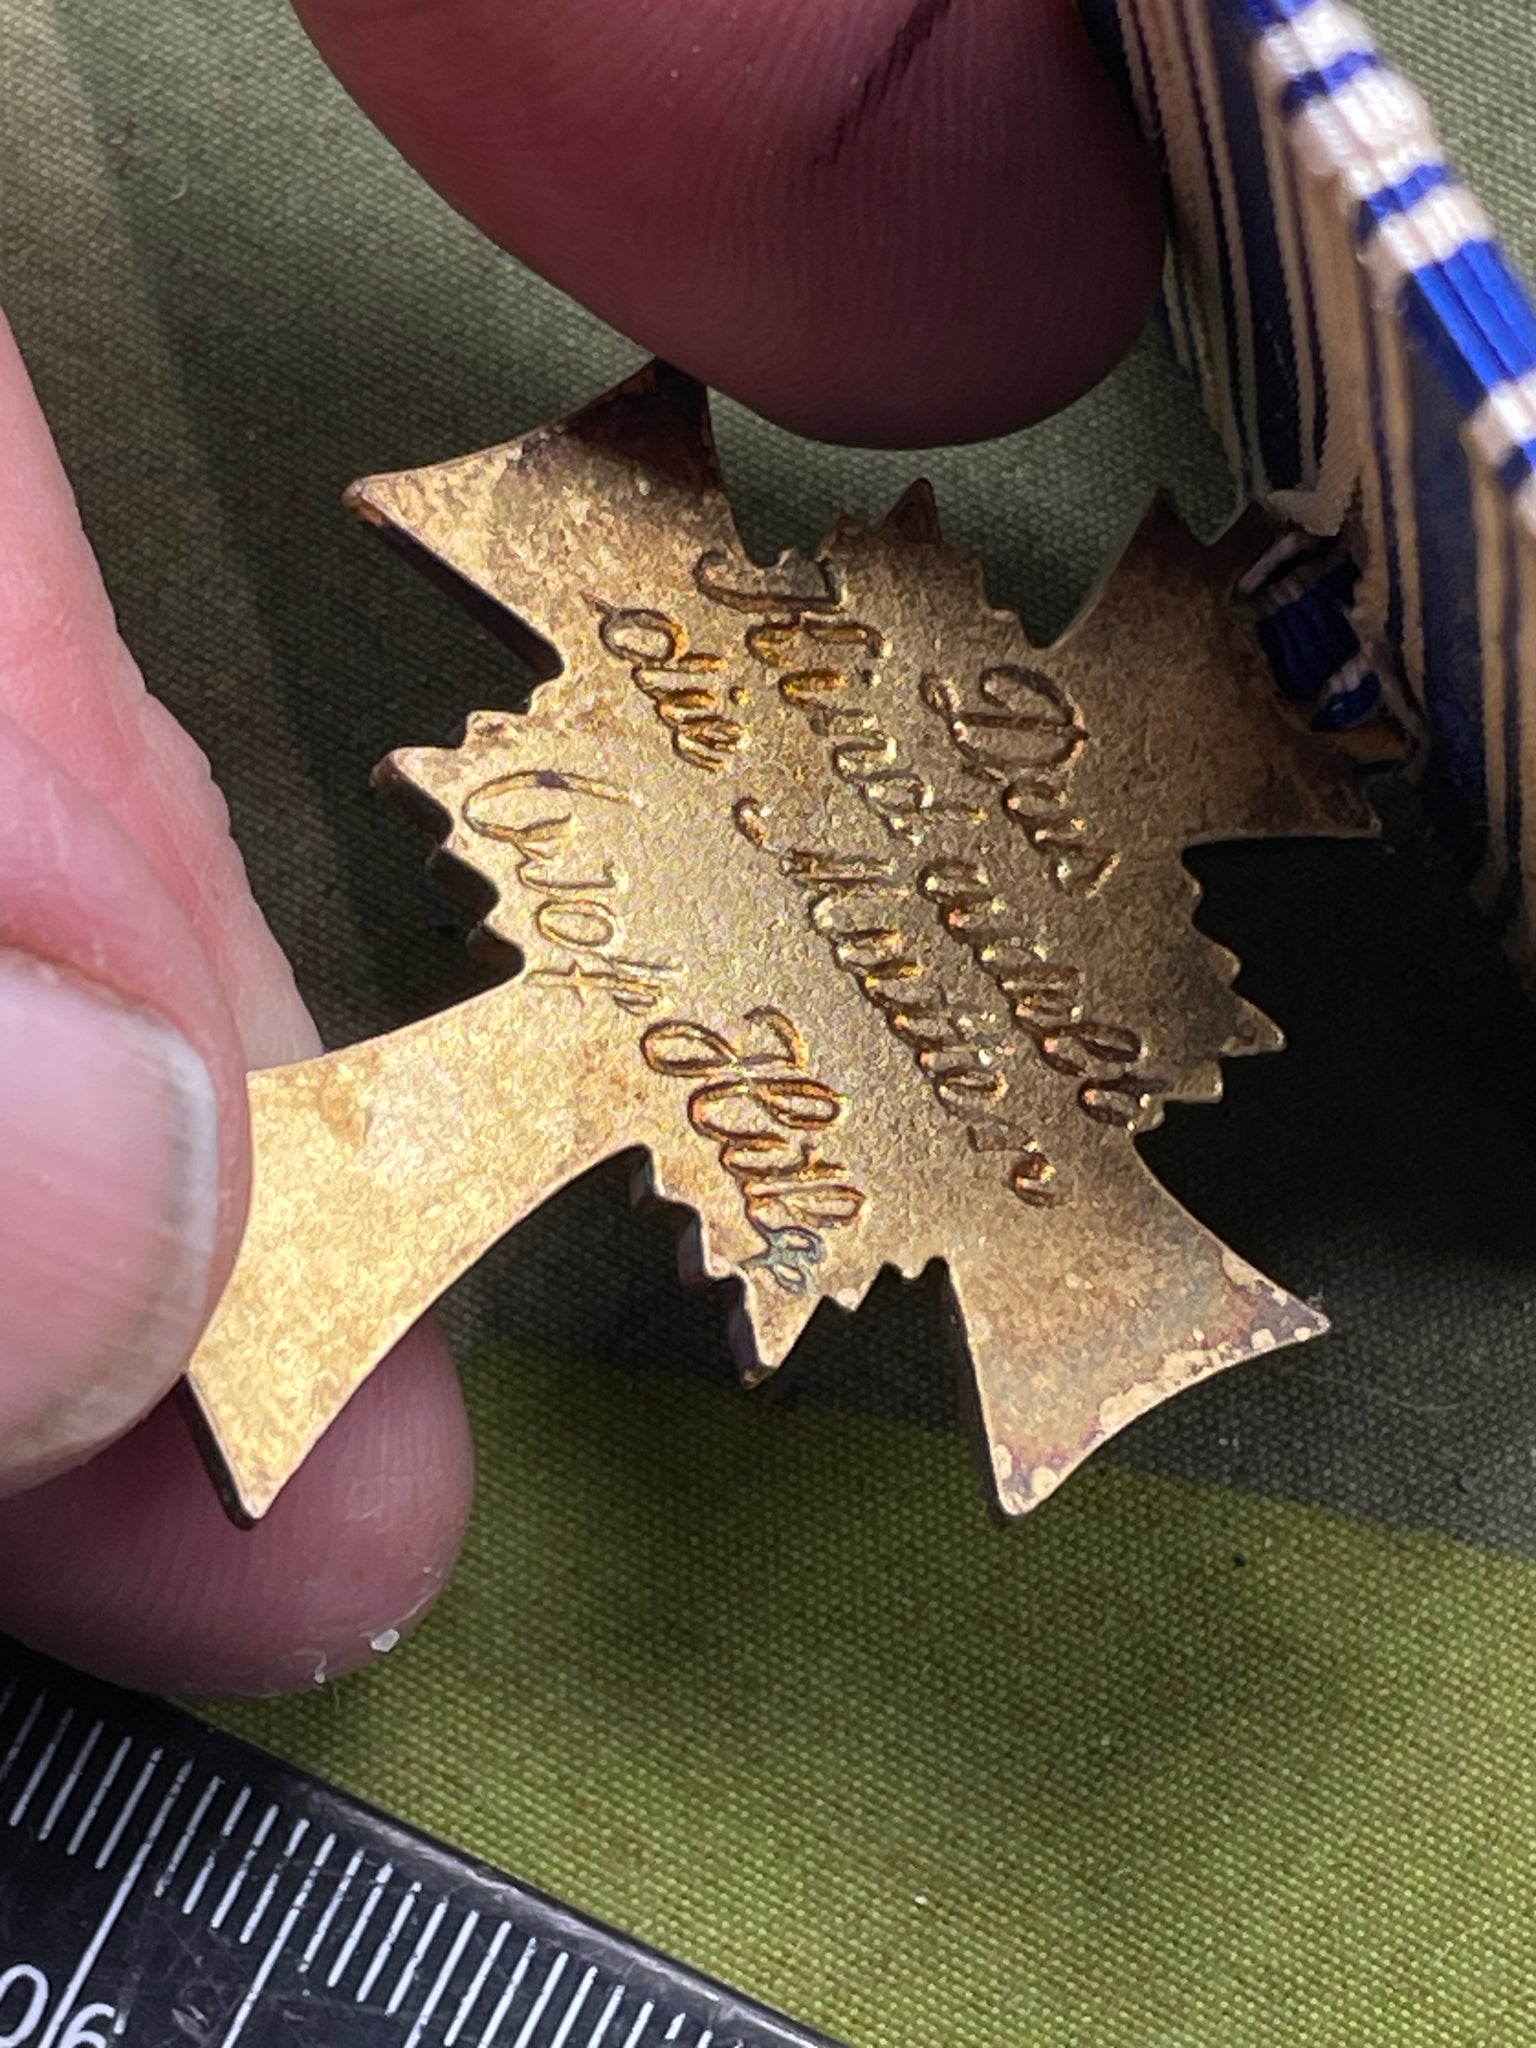 Das
Kind adelt
die Mutter
Adolf Hitler